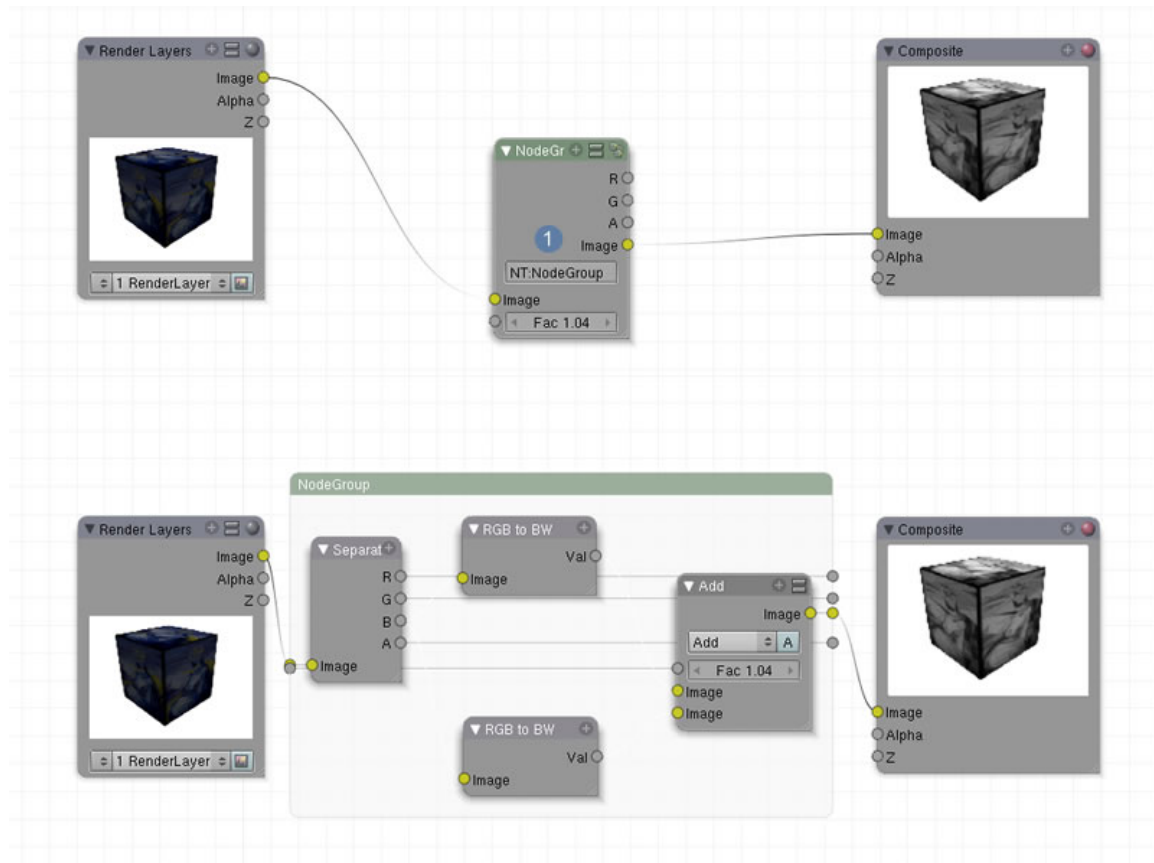 Render Layers
Image
Alpha
Z
1 RenderLayer
NodeGr
R
G
A
1
Image
NT:NodeGroup
Image
Fac 1.04
Composite
Image
Alpha
Z
NodeGroup
Render Layers
Image
Alpha
Z
1 RenderLayer
Separat
R
G
B
A
Image
RGB to BW
Val
Image
RGB to BW
Val
Image
Add
Image
Add A
Fac 1.04
Image
Image
Composite
Image
Alpha
Z